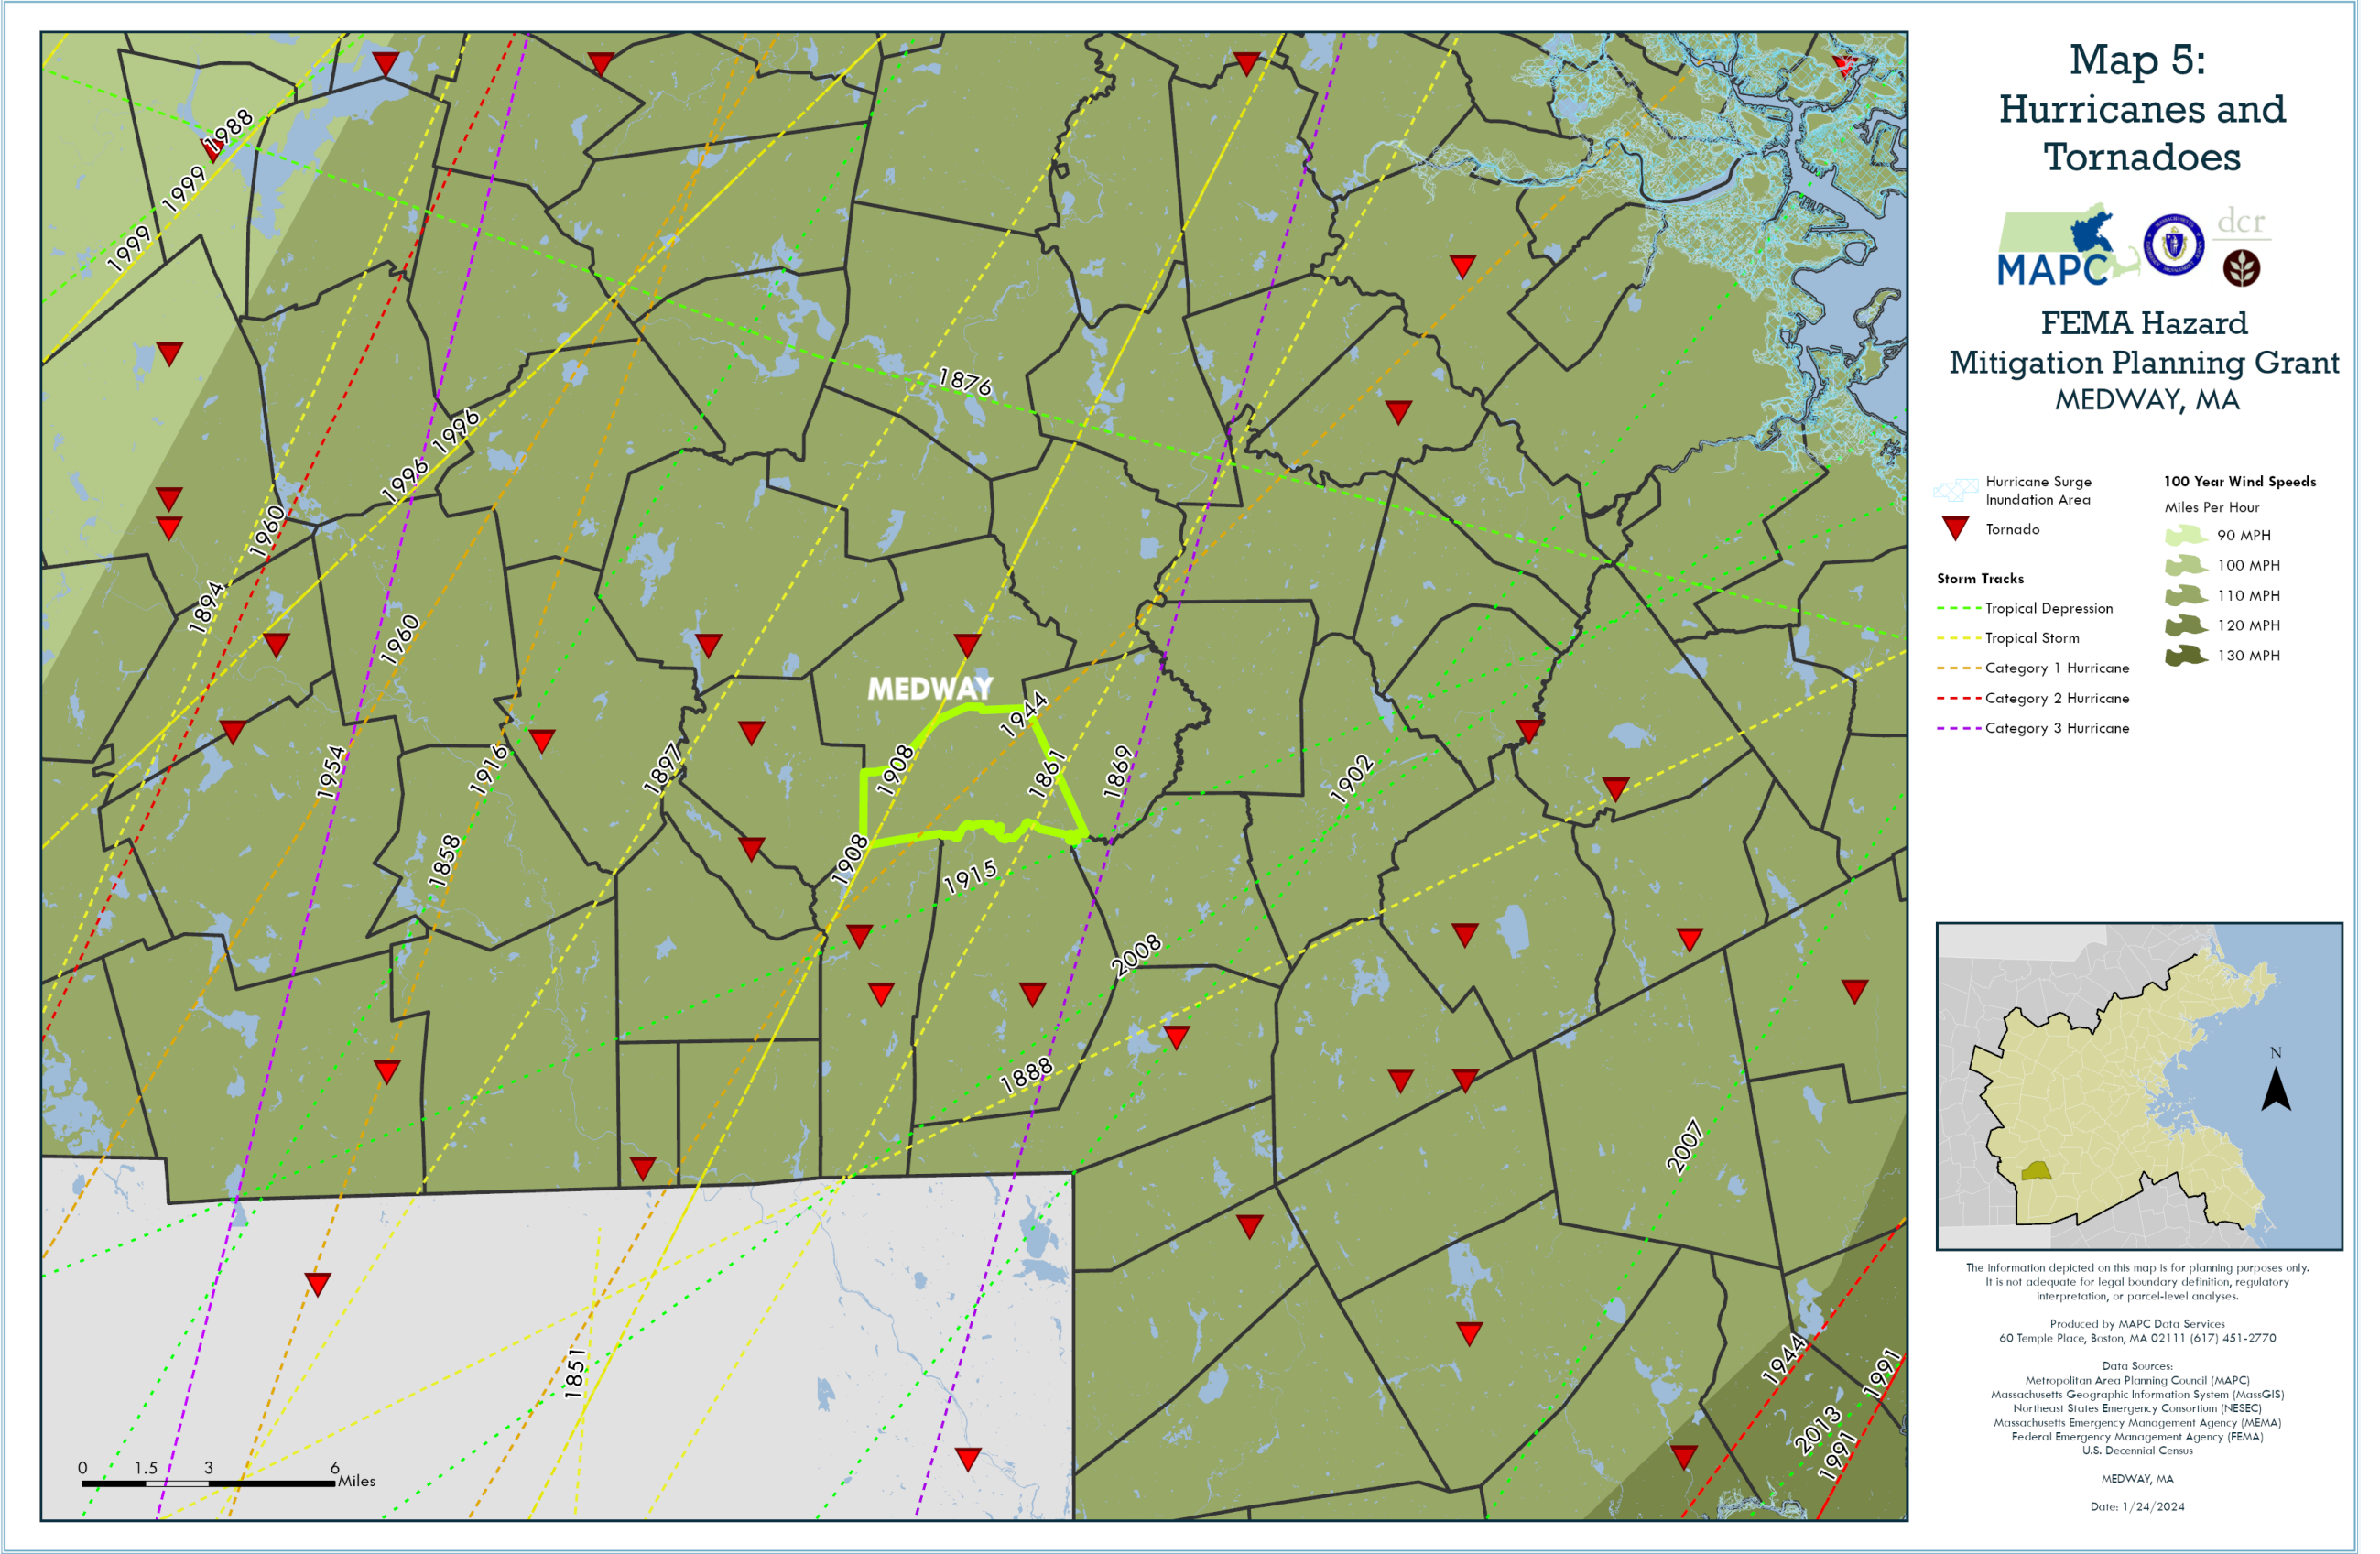 Map 5:
Hurricanes and
Tornadoes
MAPC
dcr
FEMA Hazard
Mitigation Planning Grant
MEDWAY, MA
Hurricane Surge
Inundation Area
Tornado
Storm Tracks
Tropical Depression
Tropical Storm
Category 1 Hurricane
Category 2 Hurricane
Category 3 Hurricane
100 Year Wind Speeds
Miles Per Hour
90 MPH
100 MPH
110 MPH
120 MPH
130 MPH
1988
1999
1999
1876
1996
1996
1960
1894
1960
MEDWAY
1944
1954
1916
1897
1908
1861
1869
1902
1858
1908
1915
2008
1888
2007
1851
1944
1991
2013
1991
0 1.5 3 6
Miles
N
The information depicted on this map is for planning purposes only.
It is not adequate for legal boundary definition, regulatory
interpretation, or parcel-level analyses.
Produced by MAPC Data Services
60 Temple Place, Boston, MA 02111 (617) 451-2770
Data Sources:
Metropolitan Area Planning Council (MAPC)
Massachusetts Geographic Information System (MassGIS)
Northeast States Emergency Consortium (NESEC)
Massachusetts Emergency Management Agency (MEMA)
Federal Emergency Management Agency (FEMA)
U.S. Decennial Census
MEDWAY, MA
Date: 1/24/2024